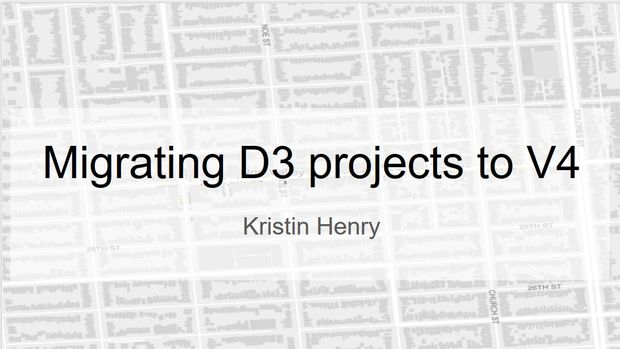 NOE ST
DOLORES ST
Migrating D3 projects to V4
Kristin Henry
25TH ST
25TH ST
26TH ST
CHURCH ST